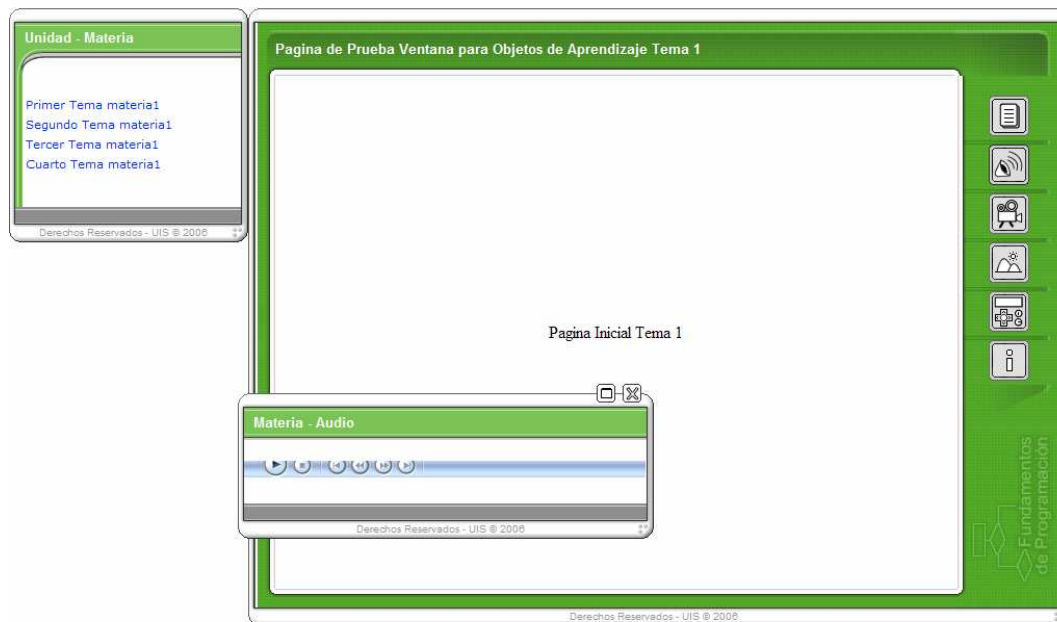 Unidad - Materia
Primer Tema materia1
Segundo Tema materia1
Tercer Tema materia1
Cuarto Tema materia1
Derechos Reservados - UIS © 2006
Pagina de Prueba Ventana para Objetos de Aprendizaje Tema 1
Pagina Inicial Tema 1
Materia - Audio
Derechos Reservados - UIS © 2006
Fundamentos
de Programación
Derechos Reservados - UIS © 2006